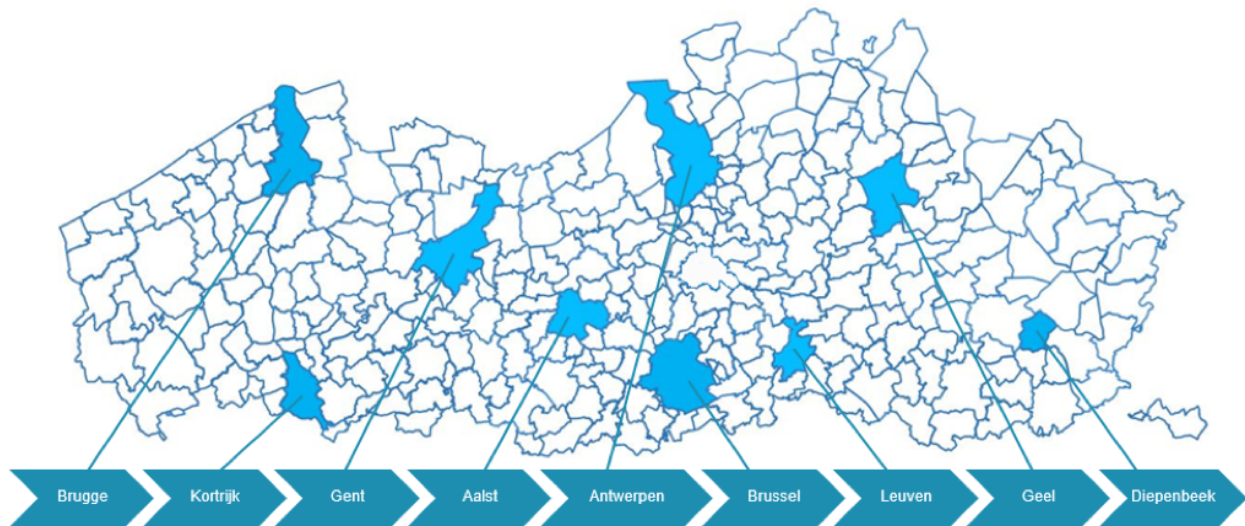 Brugge
Kortrijk
Gent
Aalst
Antwerpen
Brussel
Leuven
Geel
Diepenbeek